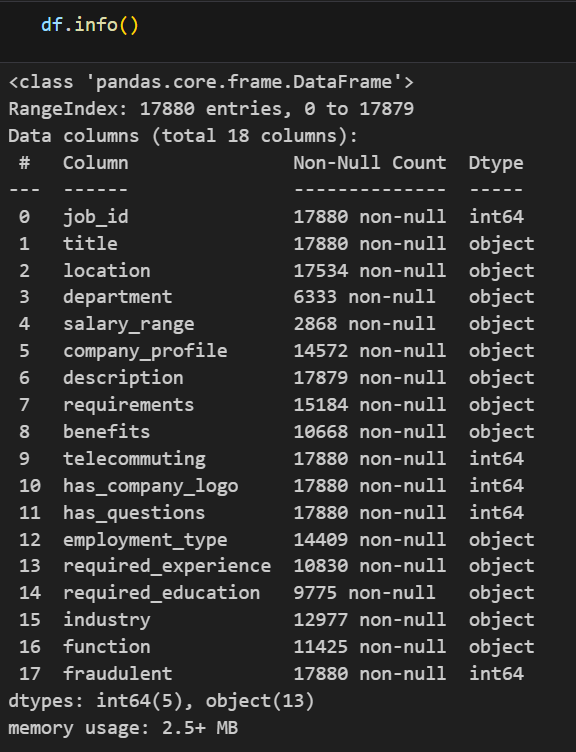 df.info()
<class 'pandas.core.frame.DataFrame'>
RangeIndex: 17880 entries, 0 to 17879
Data columns (total 18 columns):
 #   Column               Non-Null Count  Dtype
---  ------               --------------  -----
 0   job_id               17880 non-null  int64
 1   title                17880 non-null  object
 2   location             17534 non-null  object
 3   department           6333 non-null   object
 4   salary_range         2868 non-null   object
 5   company_profile      14572 non-null  object
 6   description          17879 non-null  object
 7   requirements         15184 non-null  object
 8   benefits             10668 non-null  object
 9   telecommuting        17880 non-null  int64
 10  has_company_logo     17880 non-null  int64
 11  has_questions        17880 non-null  int64
 12  employment_type      14409 non-null  object
 13  required_experience  10830 non-null  object
 14  required_education   9775 non-null   object
 15  industry             12977 non-null  object
 16  function             11425 non-null  object
 17  fraudulent           17880 non-null  int64
dtypes: int64(5), object(13)
memory usage: 2.5+ MB